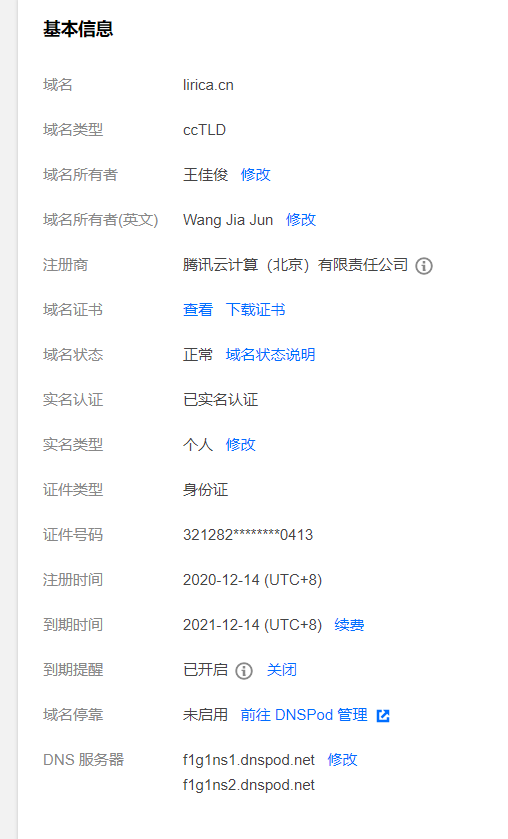 基本信息
域名 lirica.cn
域名类型 ccTLD
域名所有者 王佳俊 修改
域名所有者(英文) Wang Jia Jun 修改
注册商 腾讯云计算（北京）有限责任公司
域名证书 查看 下载证书
域名状态 正常 域名状态说明
实名认证 已实名认证
实名类型 个人 修改
证件类型 身份证
证件号码 321282********0413
注册时间 2020-12-14 (UTC+8)
到期时间 2021-12-14 (UTC+8) 续费
到期提醒 已开启 关闭
域名停靠 未启用 前往 DNSPod 管理
DNS 服务器 f1g1ns1.dnspod.net 修改
f1g1ns2.dnspod.net